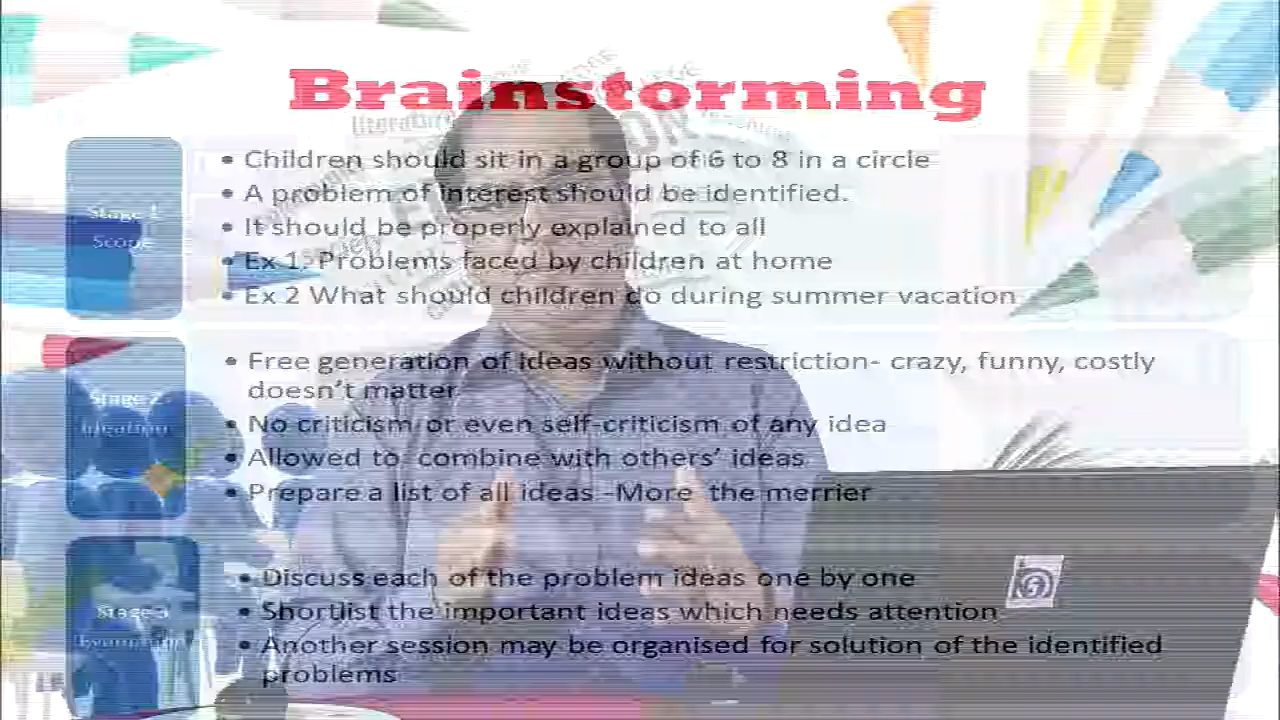 Brainstorming
literature
Stage 1
Scope
• Children should sit in a group of 6 to 8 in a circle
• A problem of interest should be identified.
• It should be properly explained to all
• Ex 1. Problems faced by children at home
• Ex 2 What should children do during summer vacation
Stage 2
Ideation
• Free generation of ideas without restriction- crazy, funny, costly
doesn't matter
• No criticism or even self-criticism of any idea
• Allowed to combine with others' ideas
• Prepare a list of all ideas -More the merrier
Stage 3
• Discuss each of the problem ideas one by one
• Shortlist the important ideas which needs attention
• Another session may be organised for solution of the identified
problems